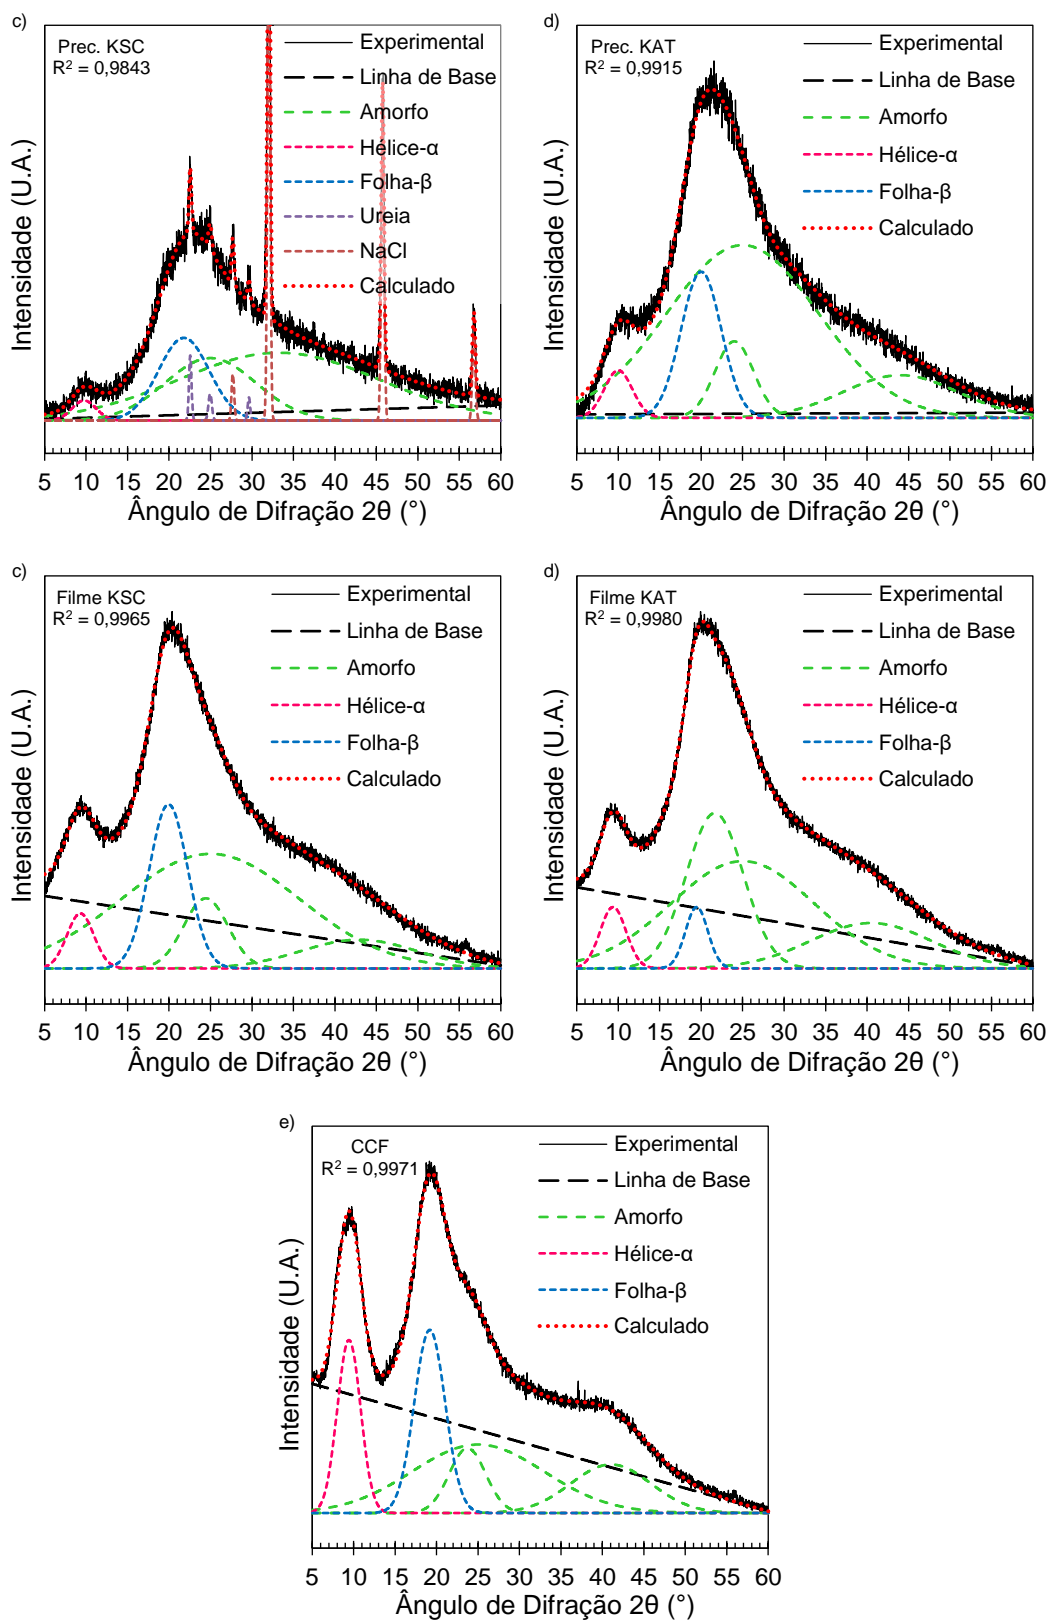 c)
Prec. KSC
R² = 0,9843
Experimental
Linha de Base
Amorfo
Hélice-α
Folha-β
Ureia
NaCl
Calculado
Intensidade (U.A.)
5 10 15 20 25 30 35 40 45 50 55 60
Ângulo de Difração 2θ (°)
d)
Prec. KAT
R² = 0,9915
Experimental
Linha de Base
Amorfo
Hélice-α
Folha-β
Calculado
Intensidade (U.A.)
5 10 15 20 25 30 35 40 45 50 55 60
Ângulo de Difração 2θ (°)
c)
Filme KSC
R² = 0,9965
Experimental
Linha de Base
Amorfo
Hélice-α
Folha-β
Calculado
Intensidade (U.A.)
5 10 15 20 25 30 35 40 45 50 55 60
Ângulo de Difração 2θ (°)
d)
Filme KAT
R² = 0,9980
Experimental
Linha de Base
Amorfo
Hélice-α
Folha-β
Calculado
Intensidade (U.A.)
5 10 15 20 25 30 35 40 45 50 55 60
Ângulo de Difração 2θ (°)
e)
CCF
R² = 0,9971
Experimental
Linha de Base
Amorfo
Hélice-α
Folha-β
Calculado
Intensidade (U.A.)
5 10 15 20 25 30 35 40 45 50 55 60
Ângulo de Difração 2θ (°)